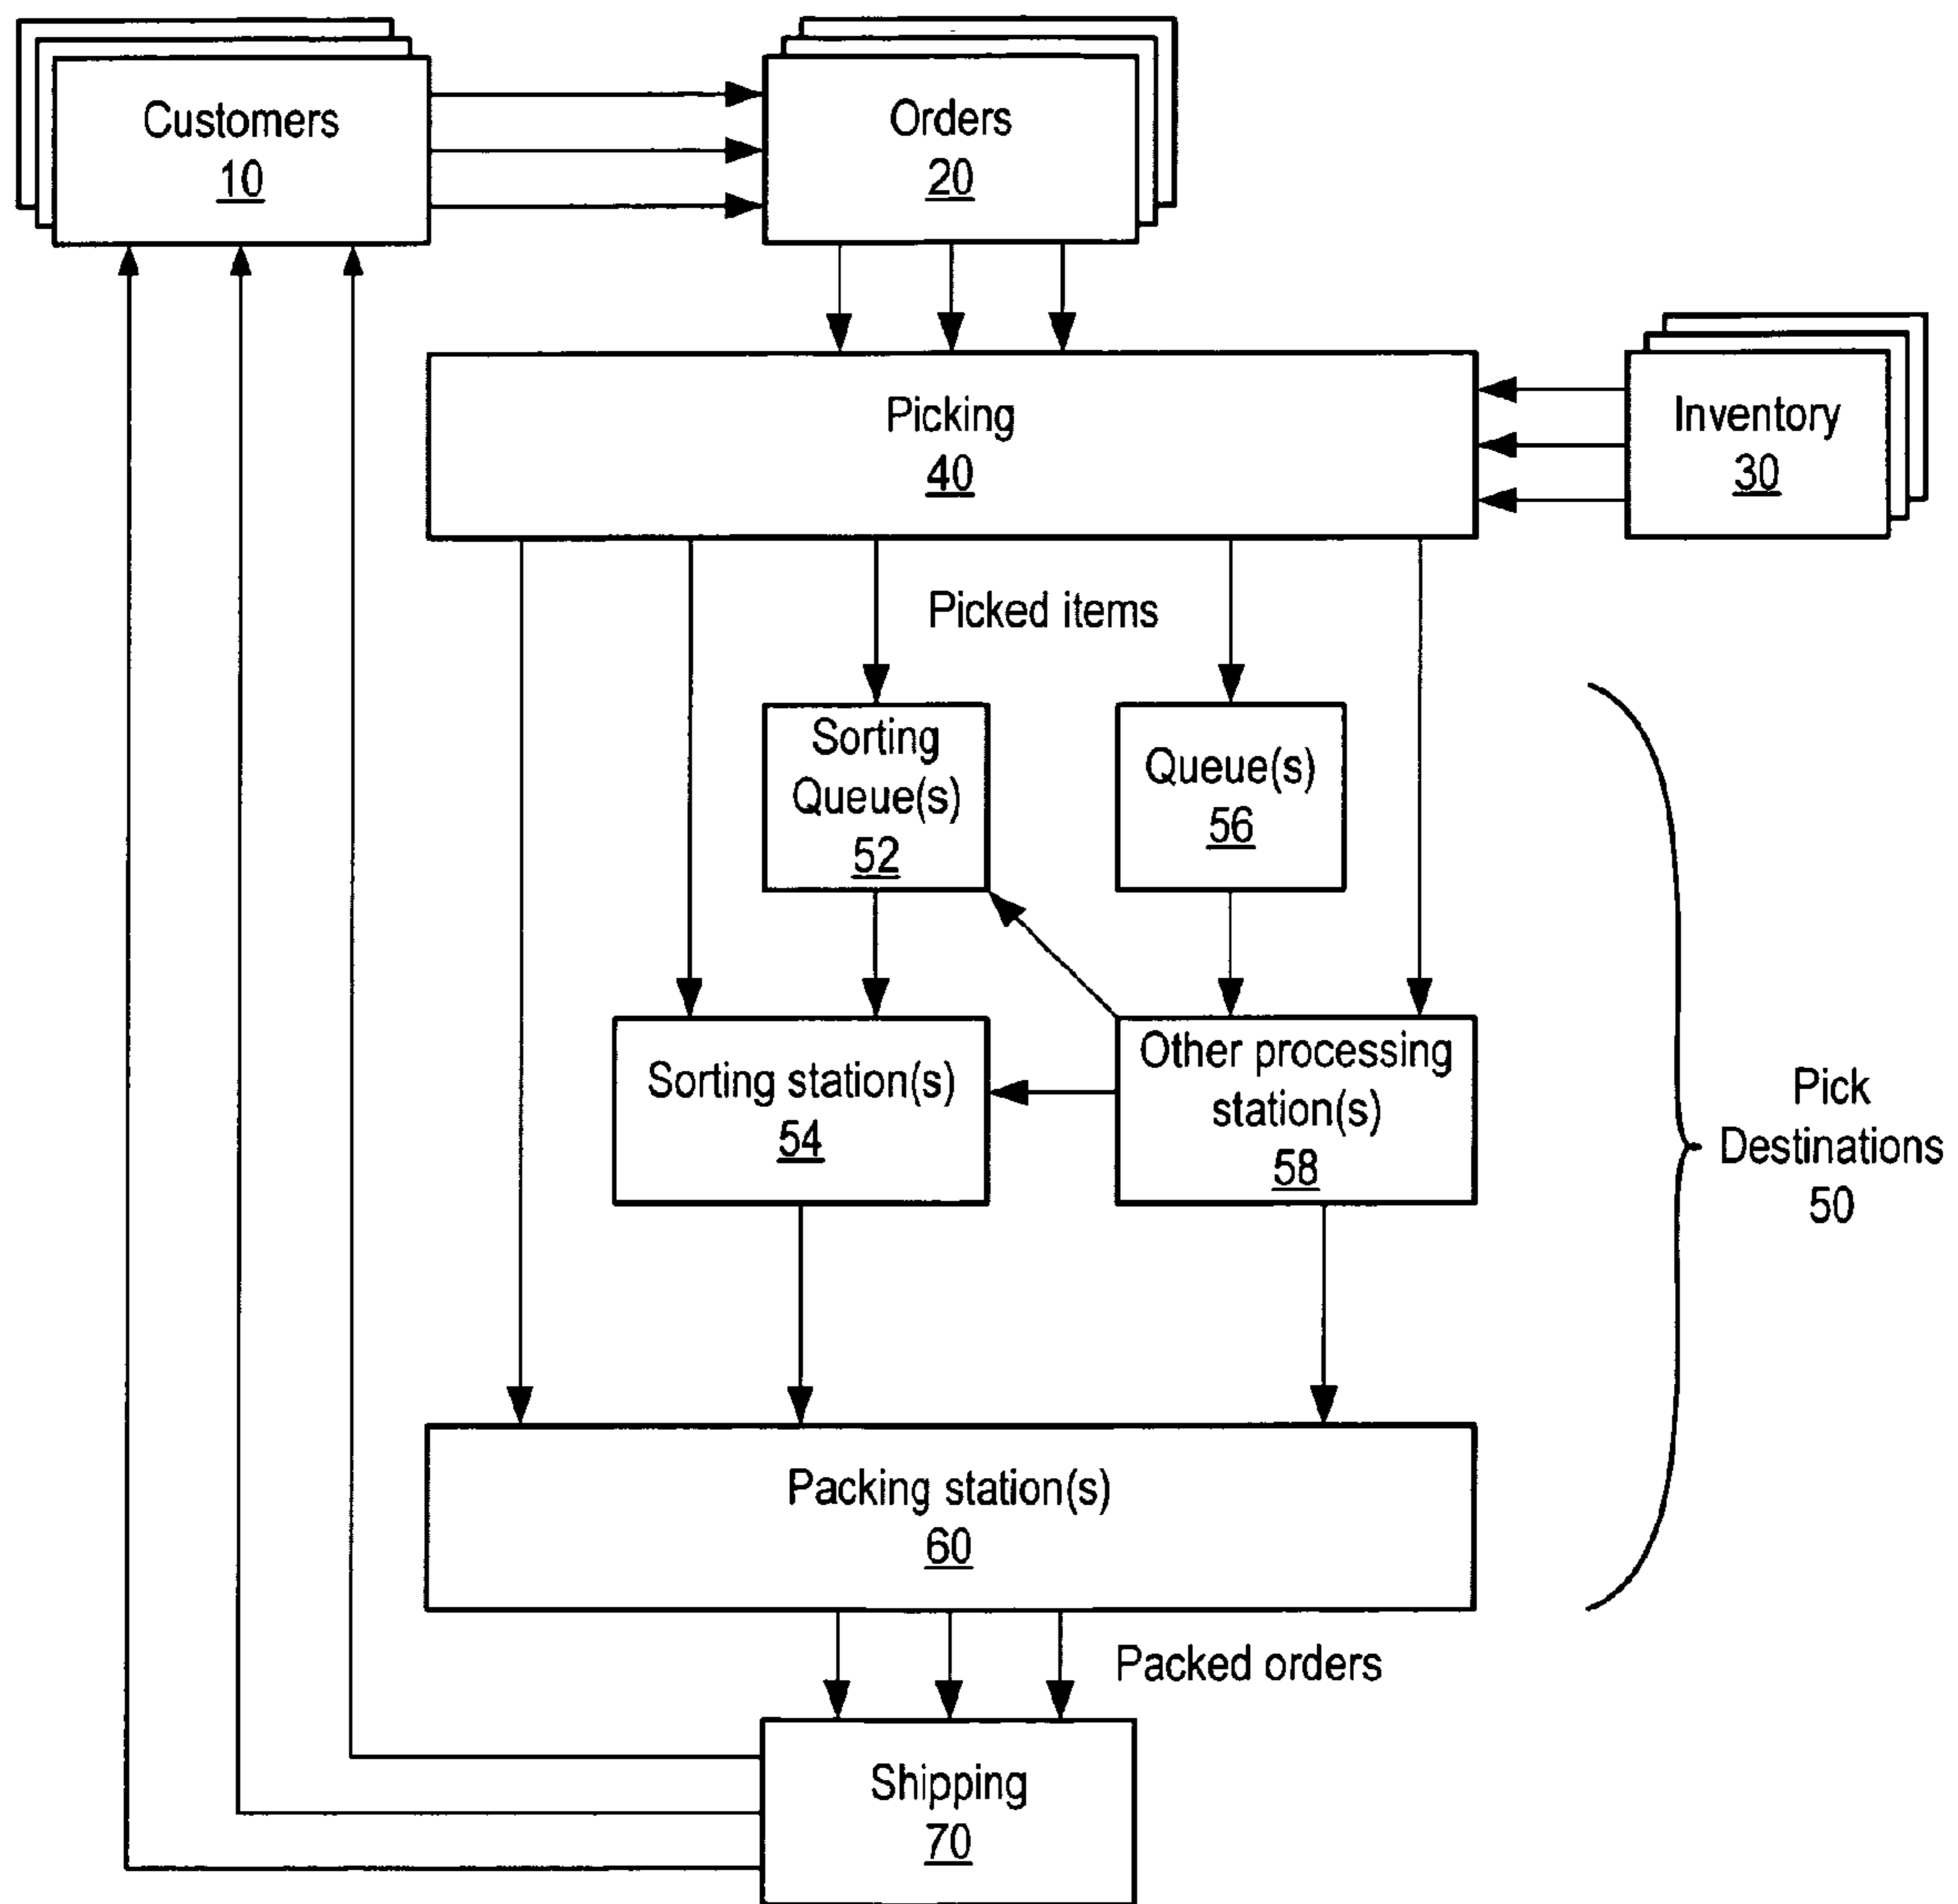 Customers
10
Orders
20
Picking
40
Inventory
30
Picked items
Sorting
Queue(s)
52
Queue(s)
56
Sorting station(s)
54
Other processing
station(s)
58
Pick
Destinations
50
Packing station(s)
60
Packed orders
Shipping
70